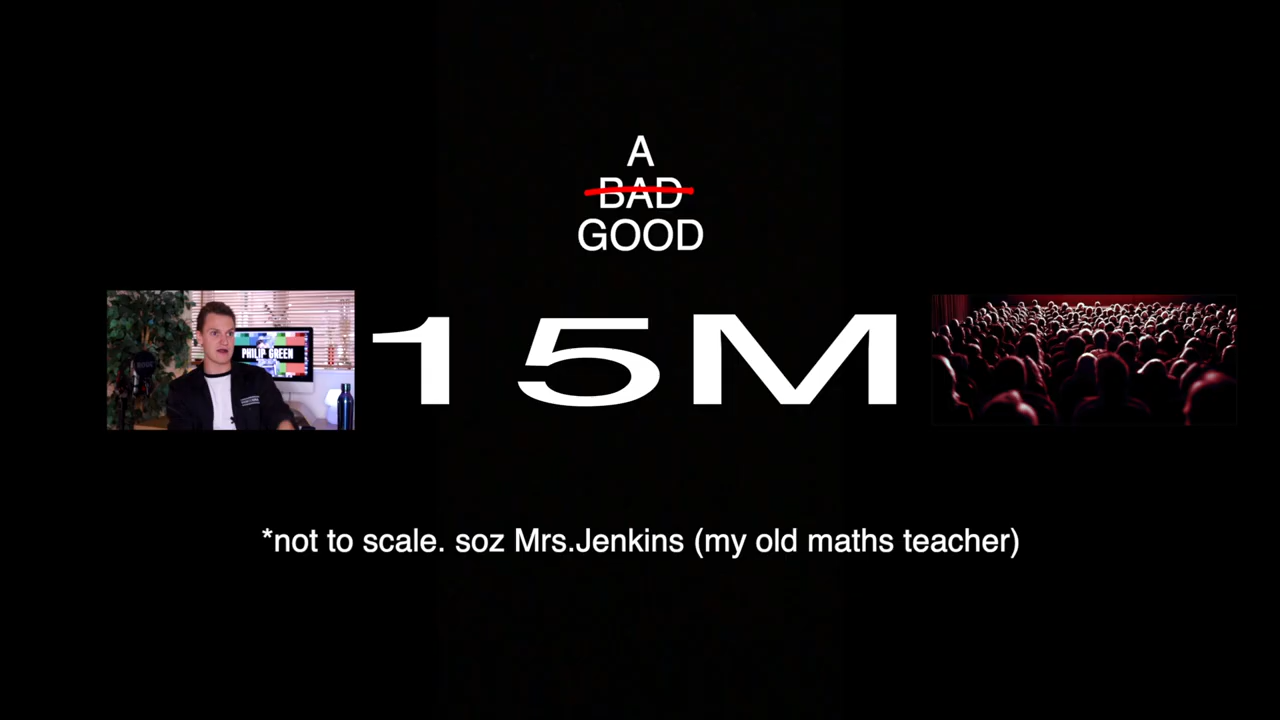 A
BAD
GOOD
PHILIP GREEN
15M
*not to scale. soz Mrs.Jenkins (my old maths teacher)